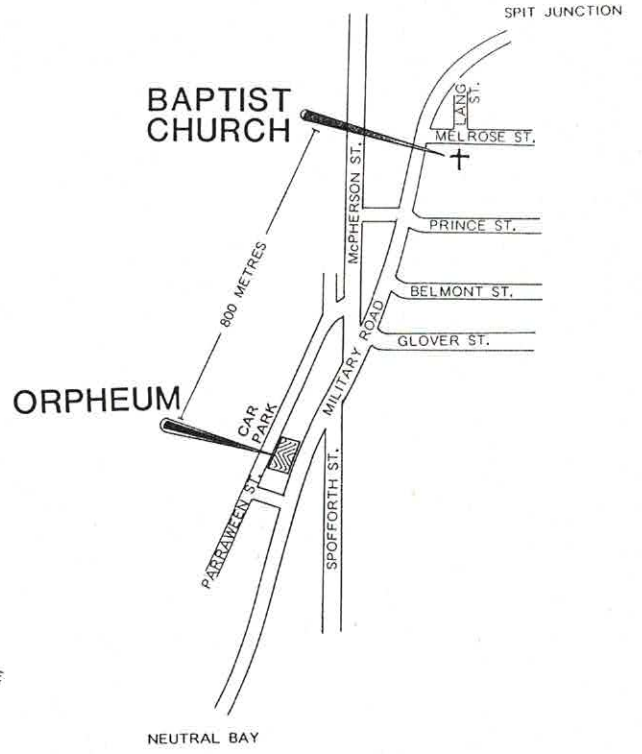 SPIT JUNCTION
BAPTIST
CHURCH
LANG
ST.
MELROSE ST.
McPHERSON ST.
PRINCE ST.
800 METRES
BELMONT ST.
MILITARY ROAD
GLOVER ST.
ORPHEUM
CAR
PARK
PARRAWEEN ST.
SPOFFORTH ST.
NEUTRAL BAY